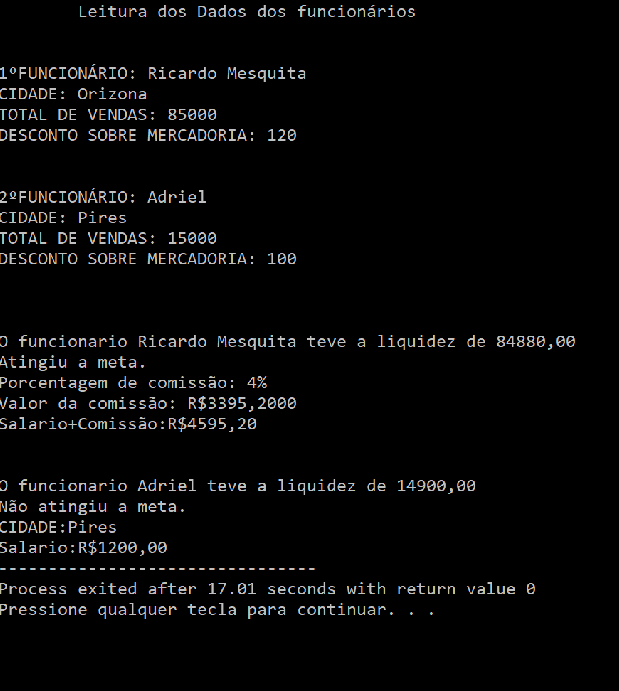 Leitura dos Dados dos funcionários
1ºFUNCIONÁRIO: Ricardo Mesquita
CIDADE: Orizona
TOTAL DE VENDAS: 85000
DESCONTO SOBRE MERCADORIA: 120
2ºFUNCIONÁRIO: Adriel
CIDADE: Pires
TOTAL DE VENDAS: 15000
DESCONTO SOBRE MERCADORIA: 100
O funcionario Ricardo Mesquita teve a liquidez de 84880,00
Atingiu a meta.
Porcentagem de comissão: 4%
Valor da comissão: R$3395,2000
Salario+Comissão:R$4595,20
O funcionario Adriel teve a liquidez de 14900,00
Não atingiu a meta.
CIDADE:Pires
Salario:R$1200,00
--------------------------------
Process exited after 17.01 seconds with return value 0
Pressione qualquer tecla para continuar. . .